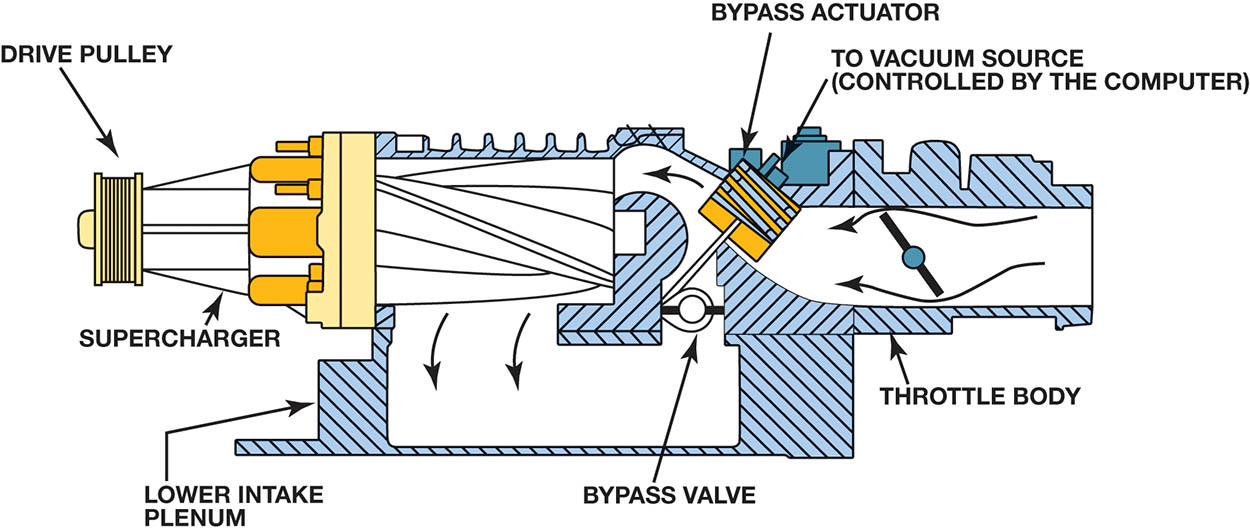 BYPASS ACTUATOR
DRIVE PULLEY
TO VACUUM SOURCE
(CONTROLLED BY THE COMPUTER)
SUPERCHARGER
THROTTLE BODY
LOWER INTAKE
PLENUM
BYPASS VALVE